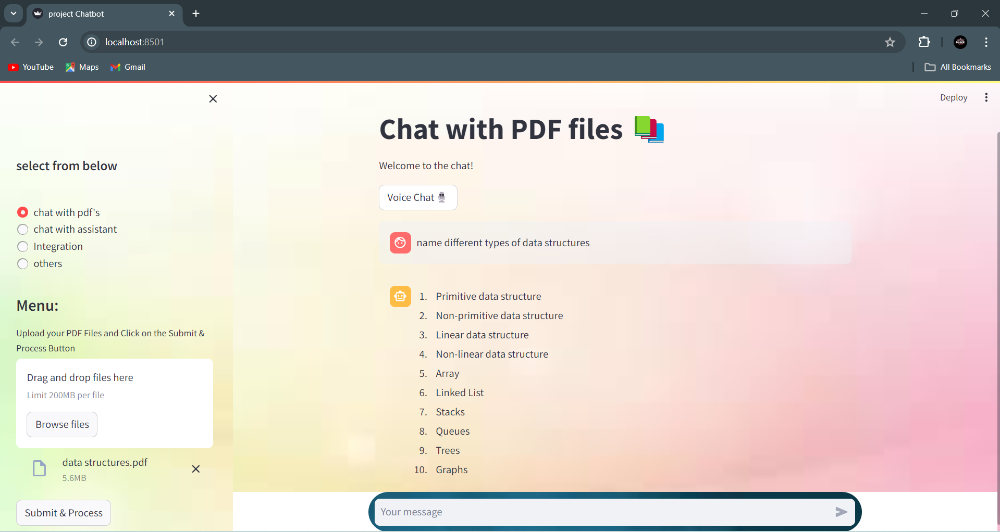 project Chatbot
localhost:8501
YouTube
Maps
Gmail
All Bookmarks
Deploy
select from below
chat with pdf's
chat with assistant
Integration
others
Menu:
Upload your PDF Files and Click on the Submit &
Process Button
Drag and drop files here
Limit 200MB per file
Browse files
data structures.pdf
5.6MB
Submit & Process
Chat with PDF files
Welcome to the chat!
Voice Chat
name different types of data structures
1. Primitive data structure
2. Non-primitive data structure
3. Linear data structure
4. Non-linear data structure
5. Array
6. Linked List
7. Stacks
8. Queues
9. Trees
10. Graphs
Your message